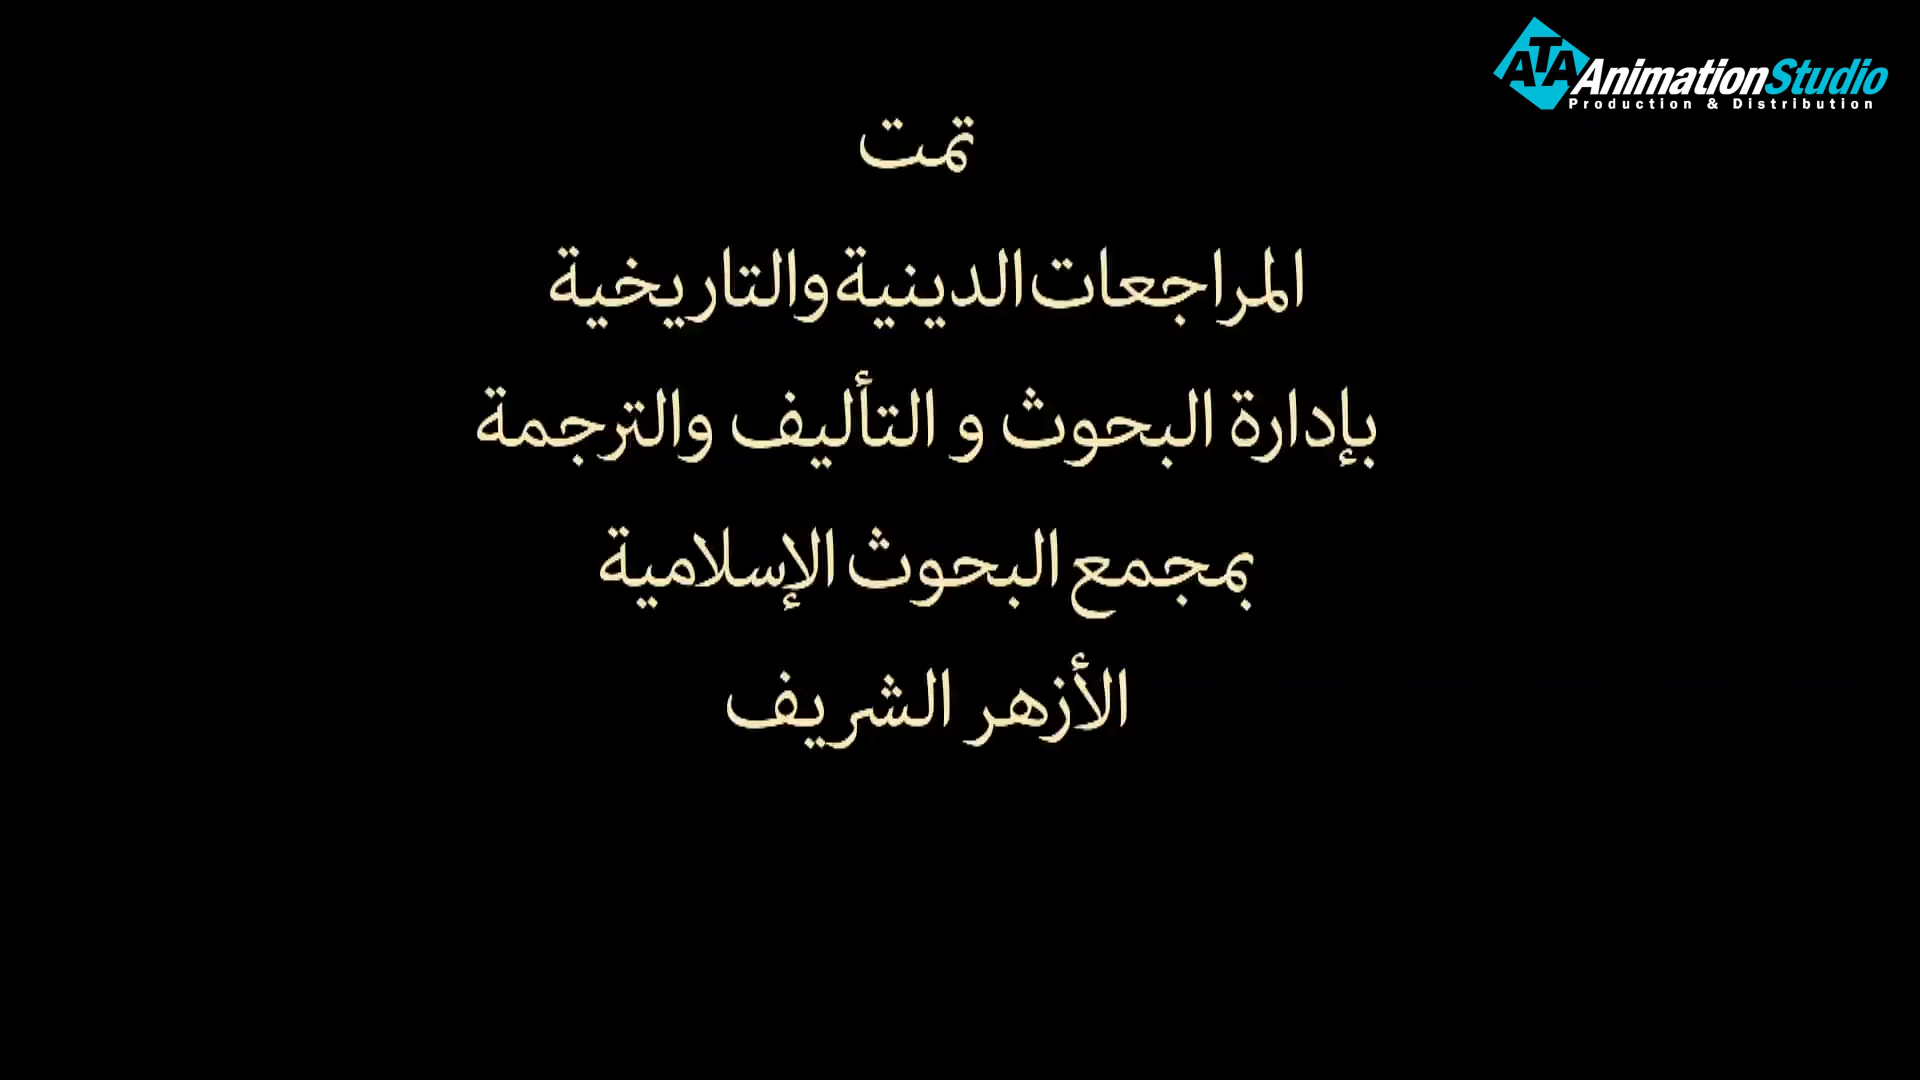 ATA AnimationStudio
Production & Distribution
تمت
المراجعات الدينية والتاريخية
بإدارة البحوث و التأليف والترجمة
بمجمع البحوث الإسلامية
الأزهر الشريف